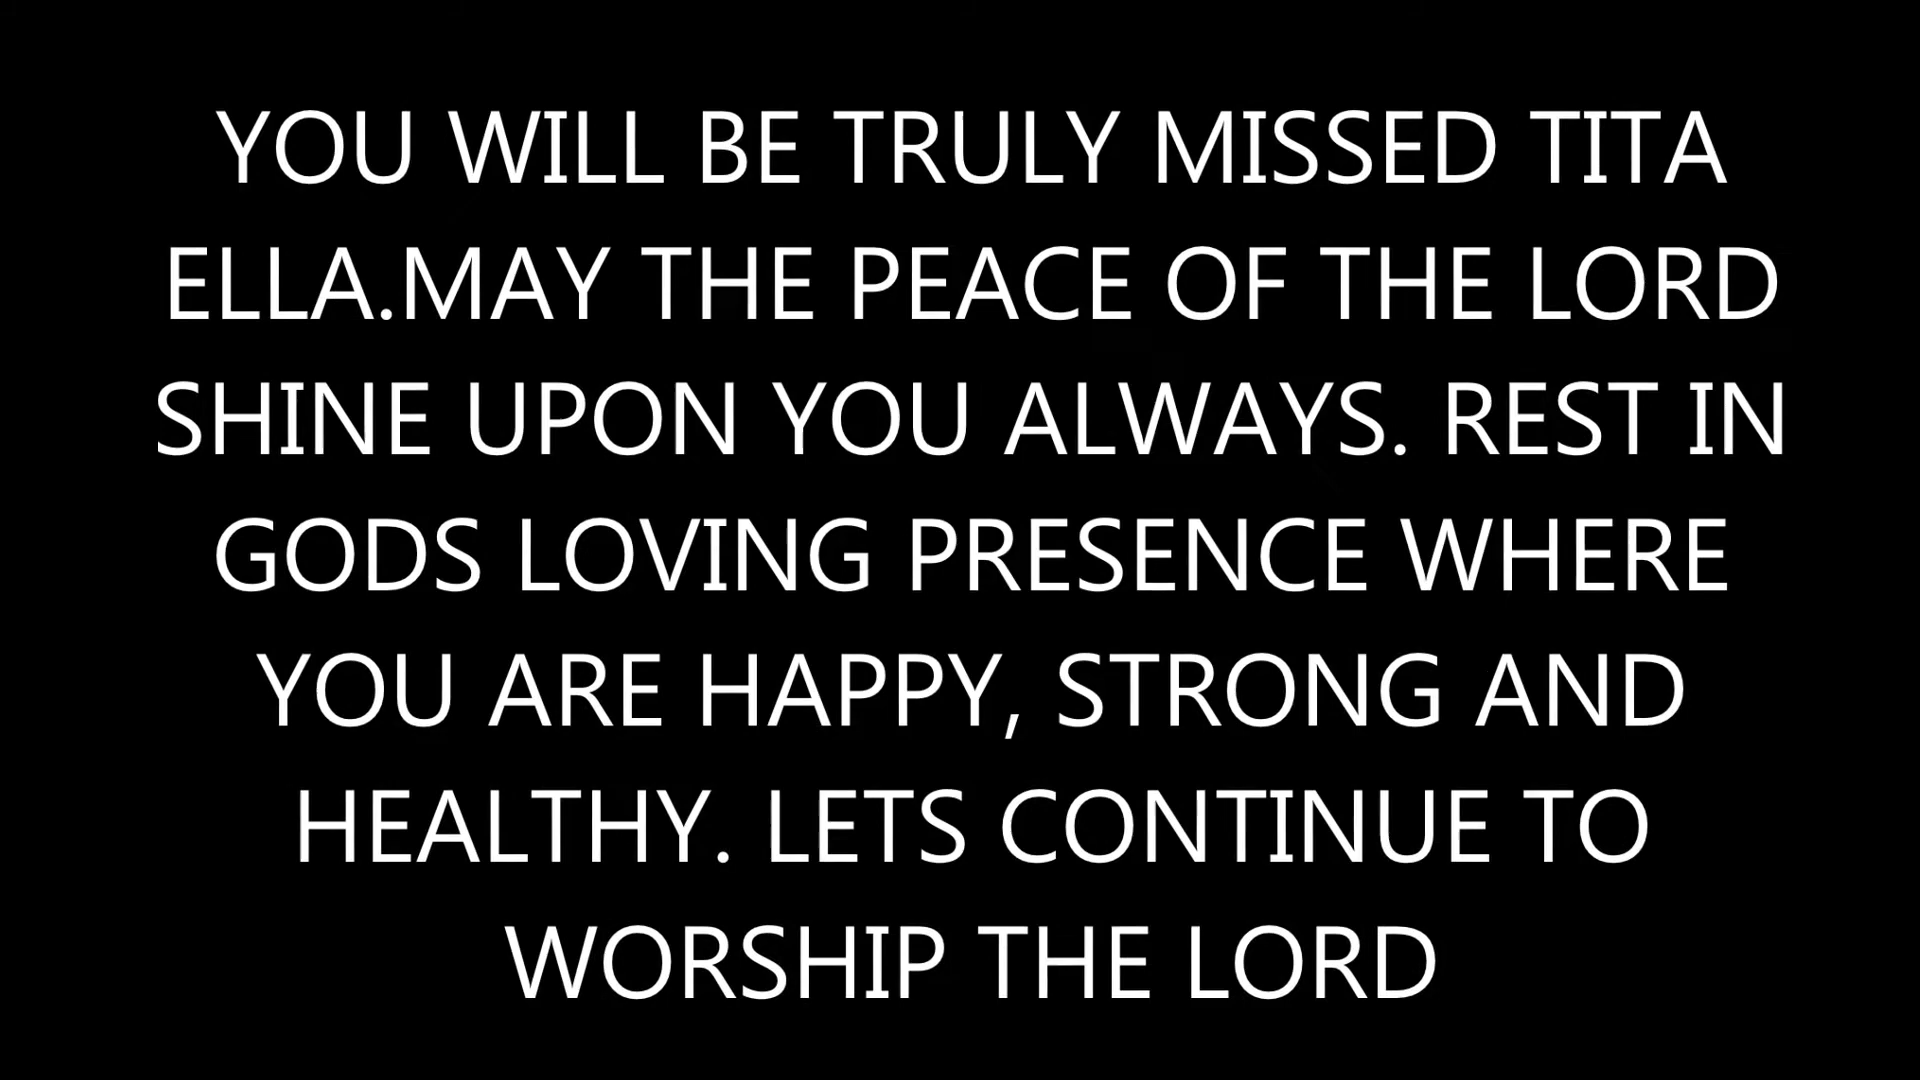 YOU WILL BE TRULY MISSED TITA
ELLA.MAY THE PEACE OF THE LORD
SHINE UPON YOU ALWAYS. REST IN
GODS LOVING PRESENCE WHERE
YOU ARE HAPPY, STRONG AND
HEALTHY. LETS CONTINUE TO
WORSHIP THE LORD